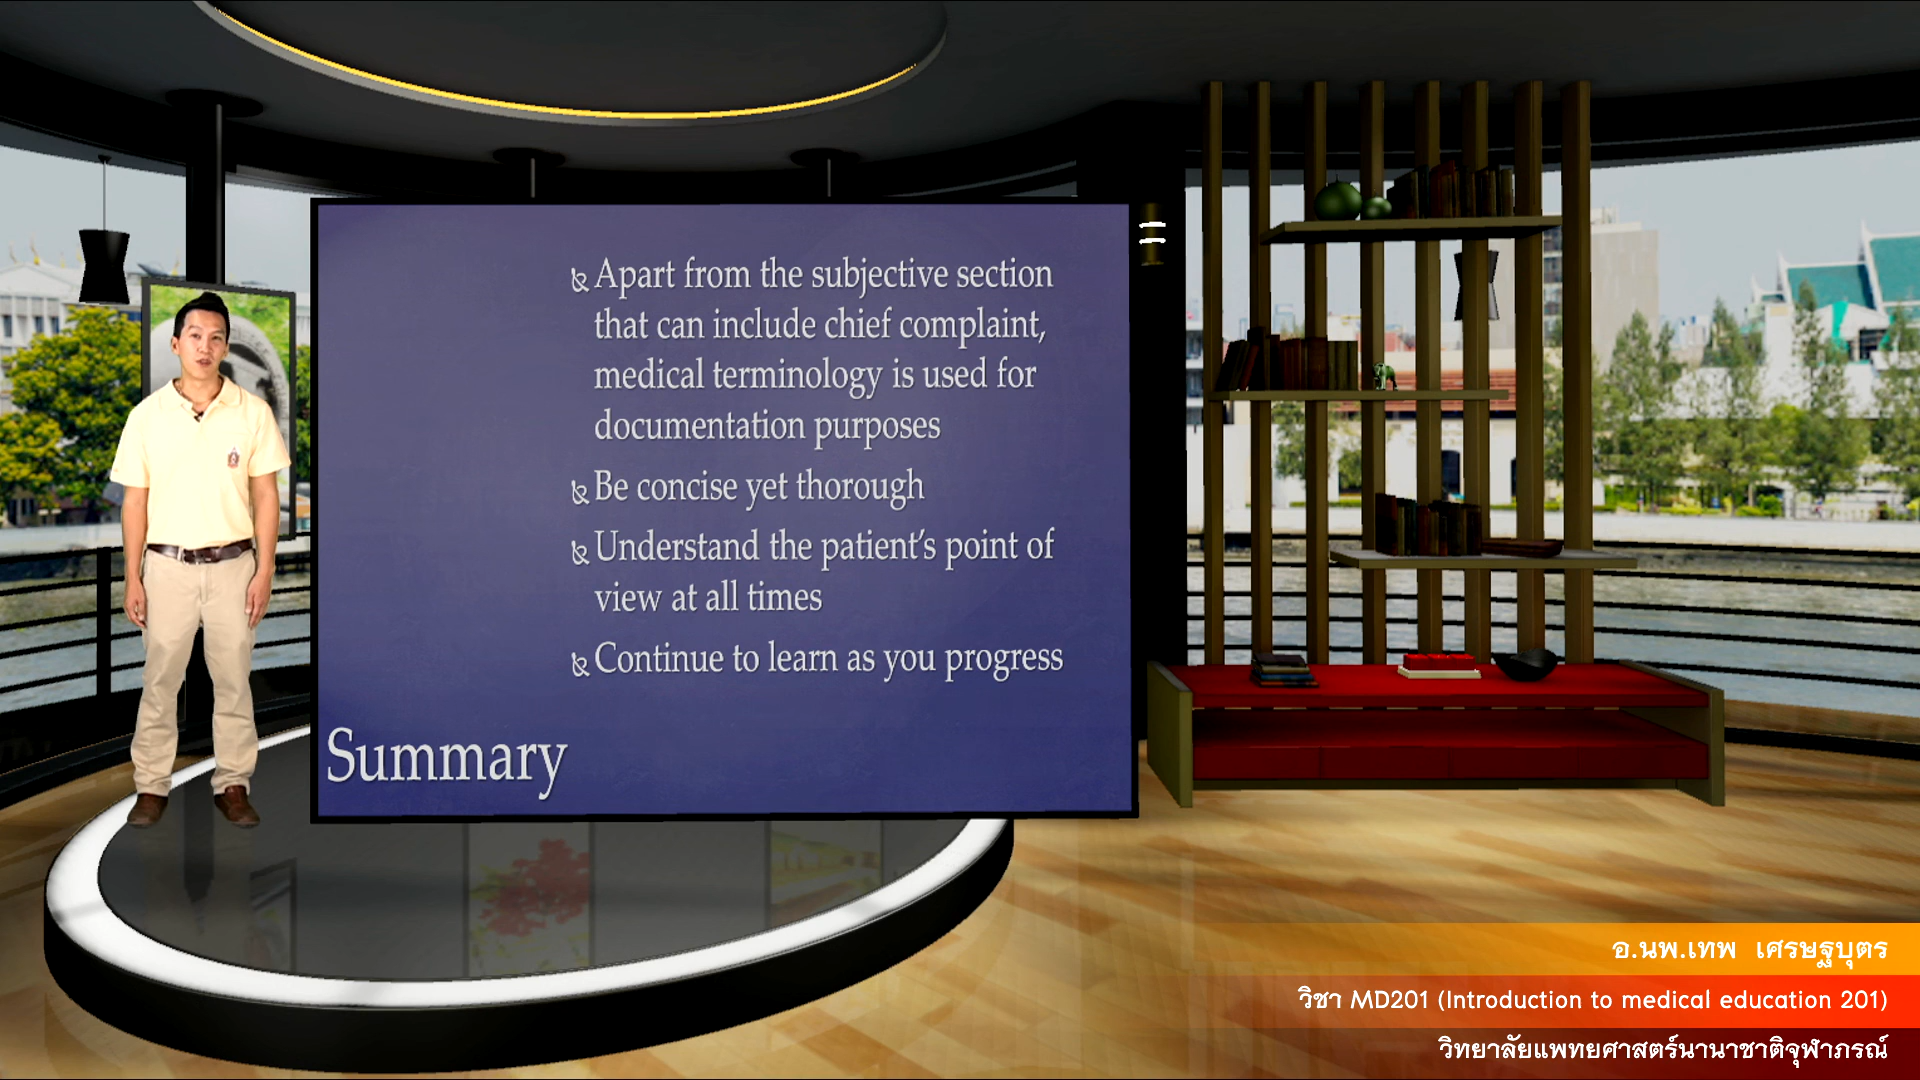 Apart from the subjective section
that can include chief complaint,
medical terminology is used for
documentation purposes
Be concise yet thorough
Understand the patient's point of
view at all times
Continue to learn as you progress
Summary
อ.นพ.เทพ เศรษฐบุตร
วิชา MD201 (Introduction to medical education 201)
วิทยาลัยแพทยศาสตร์นานาชาติจุฬาภรณ์